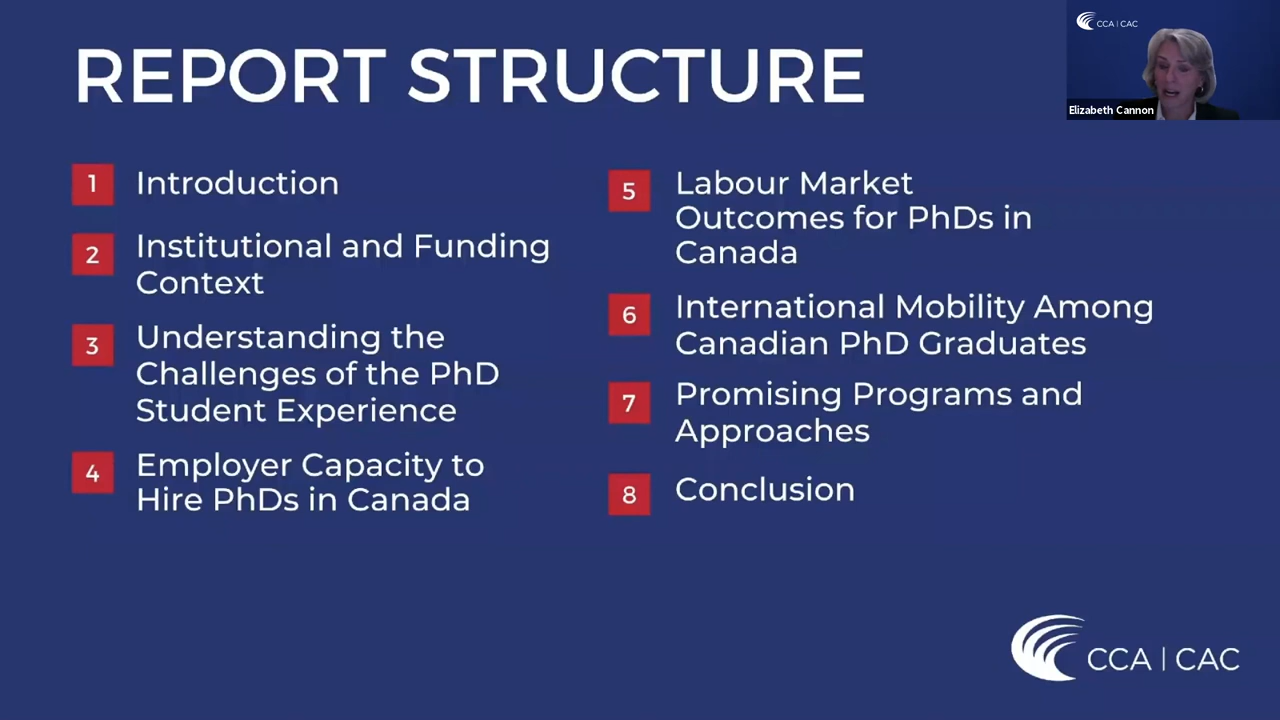 REPORT STRUCTURE
CCA | CAC
Elizabeth Cannon
1 Introduction
2 Institutional and Funding
Context
3 Understanding the
Challenges of the PhD
Student Experience
4 Employer Capacity to
Hire PhDs in Canada
5 Labour Market
Outcomes for PhDs in
Canada
6 International Mobility Among
Canadian PhD Graduates
7 Promising Programs and
Approaches
8 Conclusion
CCA | CAC